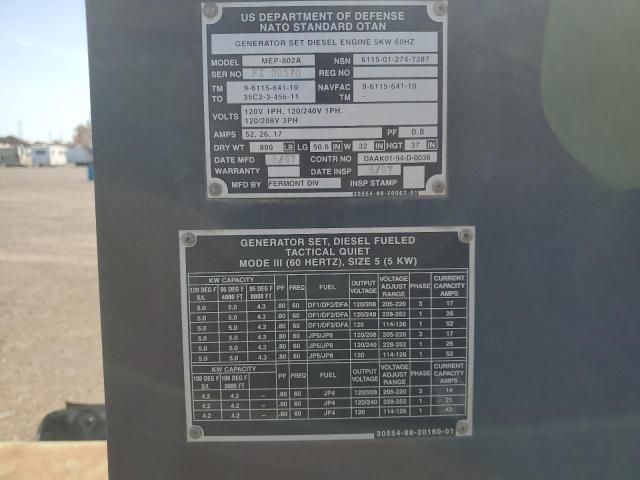 US DEPARTMENT OF DEFENSE
NATO STANDARD OTAN
GENERATOR SET DIESEL ENGINE 5KW 60HZ
MODEL MEP-802A NSN 6115-01-274-7387
SER NO FZ 00570 REG NO
TM 9-6115-641-10 NAVFAC 9-6115-641-10
TO 35C2-3-456-11 TM -
VOLTS 120V 1PH, 120/240V 1PH,
120/208V 3PH
AMPS 52, 26, 17 PF 0.8
DRY WT 800 LB LG 50.6 IN W 32 IN HGT 37 IN
DATE MFD 3/97 CONTR NO DAAK01-94-D-0036
WARRANTY DATE INSP 3/97
MFD BY FERMONT DIV INSP STAMP
30554-88-20063-01
GENERATOR SET, DIESEL FUELED
TACTICAL QUIET
MODE III (60 HERTZ), SIZE 5 (5 KW)
KW CAPACITY PF FREQ FUEL OUTPUT VOLTAGE VOLTAGE ADJUST RANGE PHASE CURRENT CAPACITY AMPS
120 DEG F S/L 95 DEG F 4000 FT 95 DEG F 8000 FT
5.0 5.0 4.3 .80 60 DF1/DF2/DFA 120/208 205-220 3 17
5.0 5.0 4.3 .80 60 DF1/DF2/DFA 120/240 228-252 1 26
5.0 5.0 4.3 .80 60 DF1/DF2/DFA 120 114-126 1 52
5.0 5.0 4.3 .80 60 JP5/JP8 120/208 205-220 3 17
5.0 5.0 4.3 .80 60 JP5/JP8 120/240 228-252 1 26
5.0 5.0 4.3 .80 60 JP5/JP8 120 114-126 1 52
KW CAPACITY PF FREQ FUEL OUTPUT VOLTAGE VOLTAGE ADJUST RANGE PHASE CURRENT CAPACITY AMPS
100 DEG F S/L 100 DEG F 3000 FT
4.2 4.2 - .80 60 JP4 120/208 205-220 3 14
4.2 4.2 - .80 60 JP4 120/240 228-252 1 21
4.2 4.2 - .80 60 JP4 120 114-126 1 43
30554-88-20160-01